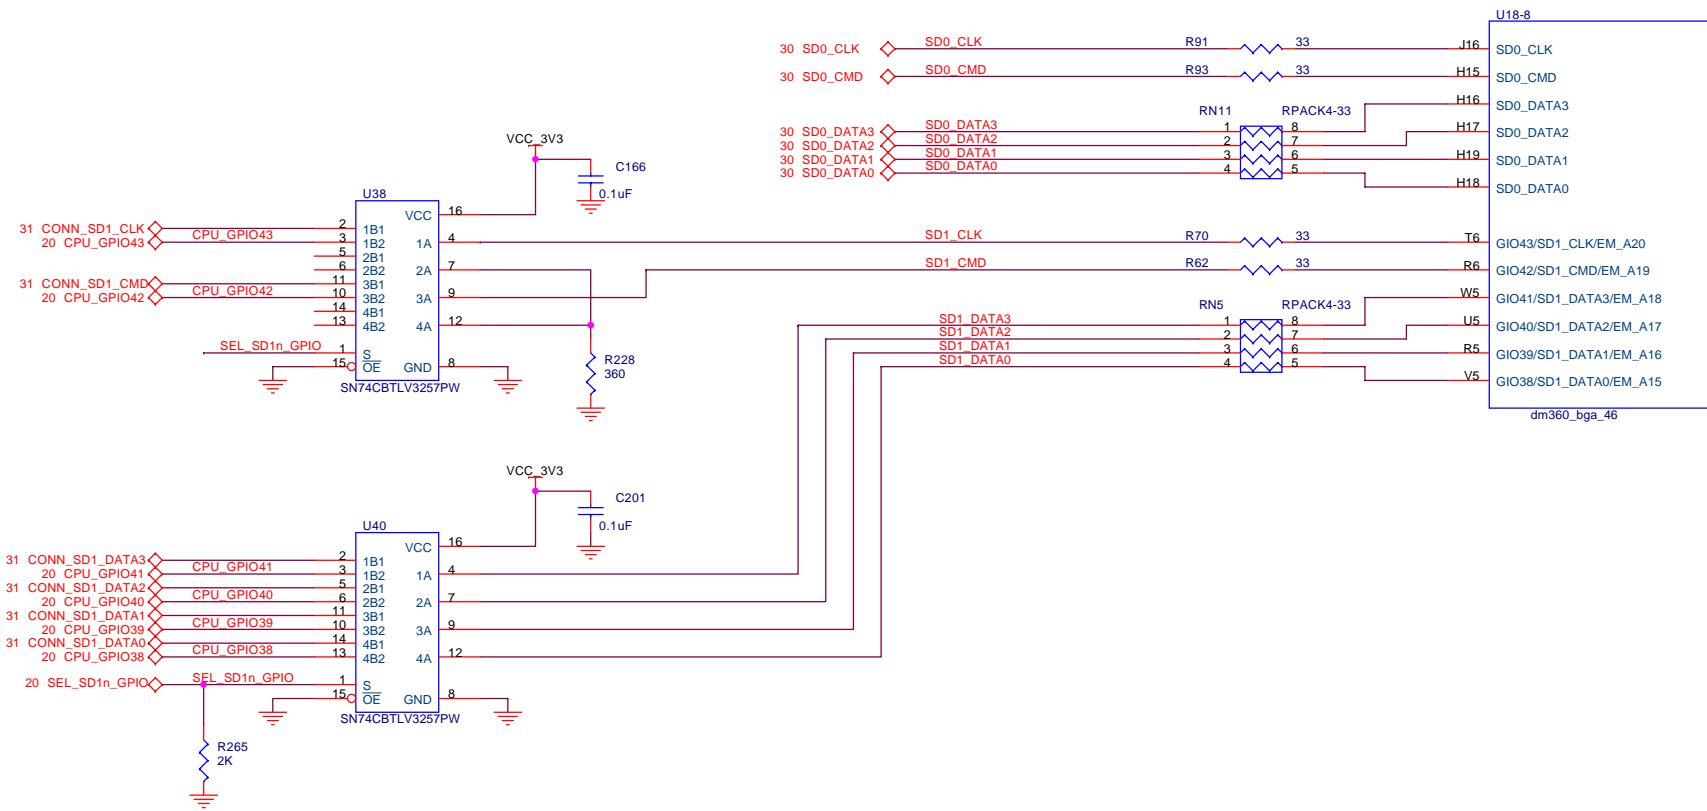 U18-8
30 SD0_CLK SD0_CLK R91 33 J16 SD0_CLK
30 SD0_CMD SD0_CMD R93 33 H15 SD0_CMD
H16 SD0_DATA3
RN11 RPACK4-33
30 SD0_DATA3 SD0_DATA3 1 8 H17 SD0_DATA2
30 SD0_DATA2 SD0_DATA2 2 7
30 SD0_DATA1 SD0_DATA1 3 6 H19 SD0_DATA1
30 SD0_DATA0 SD0_DATA0 4 5
H18 SD0_DATA0
VCC_3V3
C166
0.1uF
U38
VCC 16
31 CONN_SD1_CLK 2 1B1
20 CPU_GPIO43 CPU_GPIO43 3 1B2 1A 4 SD1_CLK R70 33 T6 GIO43/SD1_CLK/EM_A20
5 2B1
6 2B2 2A 7 SD1_CMD R62 33 R6 GIO42/SD1_CMD/EM_A19
31 CONN_SD1_CMD 11 3B1
20 CPU_GPIO42 CPU_GPIO42 10 3B2 3A 9 W5 GIO41/SD1_DATA3/EM_A18
14 4B1
RN5 RPACK4-33
13 4B2 4A 12 SD1_DATA3 1 8 U5 GIO40/SD1_DATA2/EM_A17
SD1_DATA2 2 7
SEL_SD1n_GPIO 1 S SD1_DATA1 3 6 R5 GIO39/SD1_DATA1/EM_A16
15 OE GND 8 SD1_DATA0 4 5
V5 GIO38/SD1_DATA0/EM_A15
SN74CBTLV3257PW
R228
360
dm360_bga_46
VCC_3V3
C201
0.1uF
U40
VCC 16
31 CONN_SD1_DATA3 2 1B1
20 CPU_GPIO41 CPU_GPIO41 3 1B2 1A 4
31 CONN_SD1_DATA2 5 2B1
20 CPU_GPIO40 CPU_GPIO40 6 2B2 2A 7
31 CONN_SD1_DATA1 11 3B1
20 CPU_GPIO39 CPU_GPIO39 10 3B2 3A 9
31 CONN_SD1_DATA0 14 4B1
20 CPU_GPIO38 CPU_GPIO38 13 4B2 4A 12
20 SEL_SD1n_GPIO SEL_SD1n_GPIO 1 S
15 OE GND 8
SN74CBTLV3257PW
R265
2K